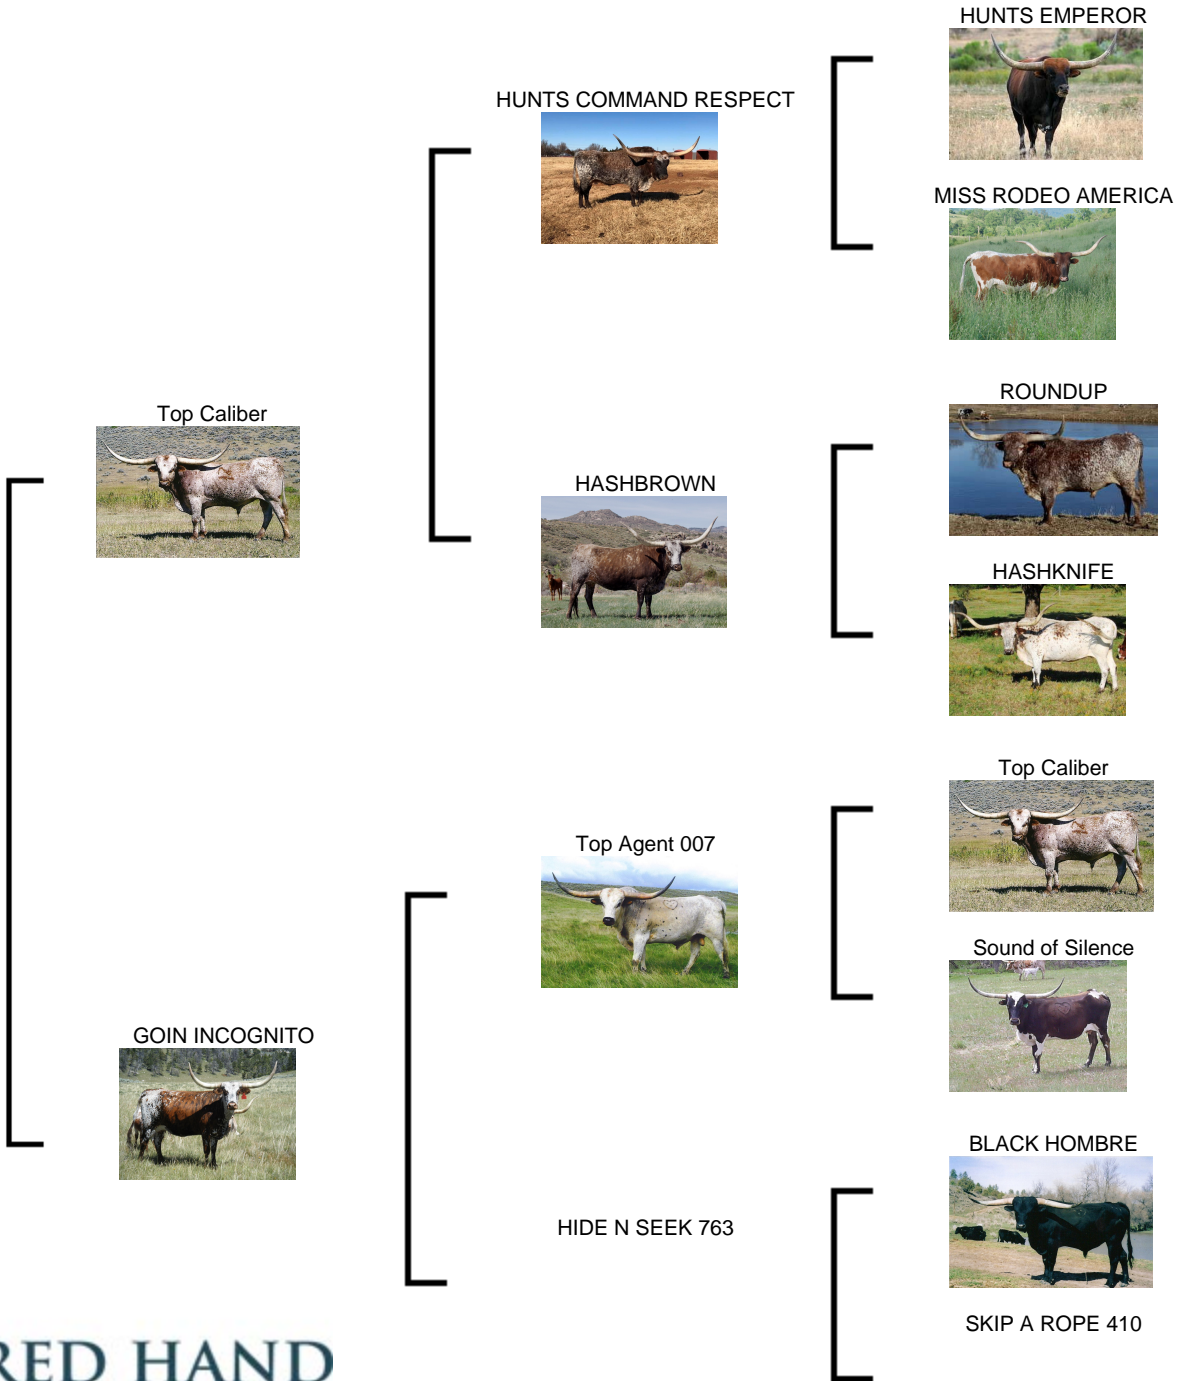 HUNTS EMPEROR
HUNTS COMMAND RESPECT
MISS RODEO AMERICA
ROUNDUP
Top Caliber
HASHBROWN
HASHKNIFE
Top Caliber
Top Agent 007
Sound of Silence
GOIN INCOGNITO
BLACK HOMBRE
HIDE N SEEK 763
SKIP A ROPE 410
RED HAND